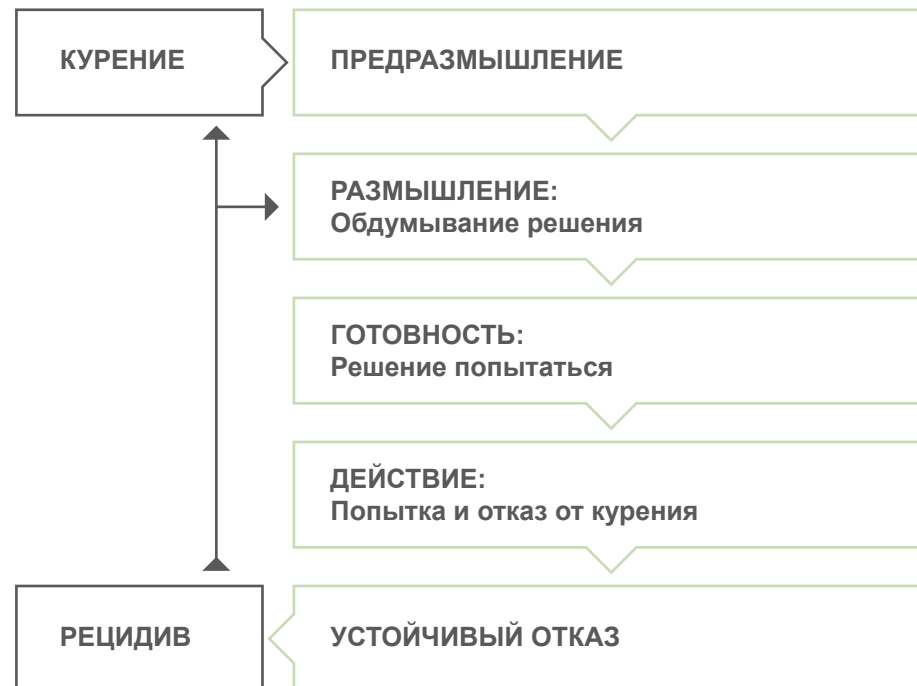 КУРЕНИЕ
ПРЕДРАЗМЫШЛЕНИЕ
РАЗМЫШЛЕНИЕ:
Обдумывание решения
ГОТОВНОСТЬ:
Решение попытаться
ДЕЙСТВИЕ:
Попытка и отказ от курения
РЕЦИДИВ
УСТОЙЧИВЫЙ ОТКАЗ